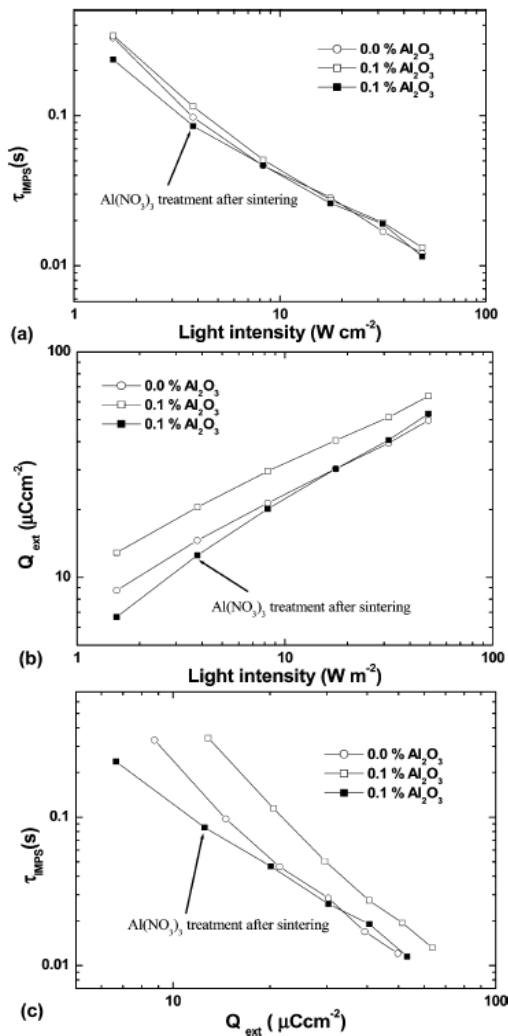 0.1
0.01
τIMPS(s)
0.0 % Al2O3
0.1 % Al2O3
0.1 % Al2O3
Al(NO3)3 treatment after sintering
1 10 100
(a)
Light intensity (W cm-2)
100
10
Q ext (μCcm-2)
0.0 % Al2O3
0.1 % Al2O3
0.1 % Al2O3
Al(NO3)3 treatment after sintering
1 10 100
(b)
Light intensity (W m-2)
0.1
0.01
τIMPS(s)
0.0 % Al2O3
0.1 % Al2O3
0.1 % Al2O3
Al(NO3)3 treatment after sintering
10 100
(c)
Q ext ( μCcm-2)